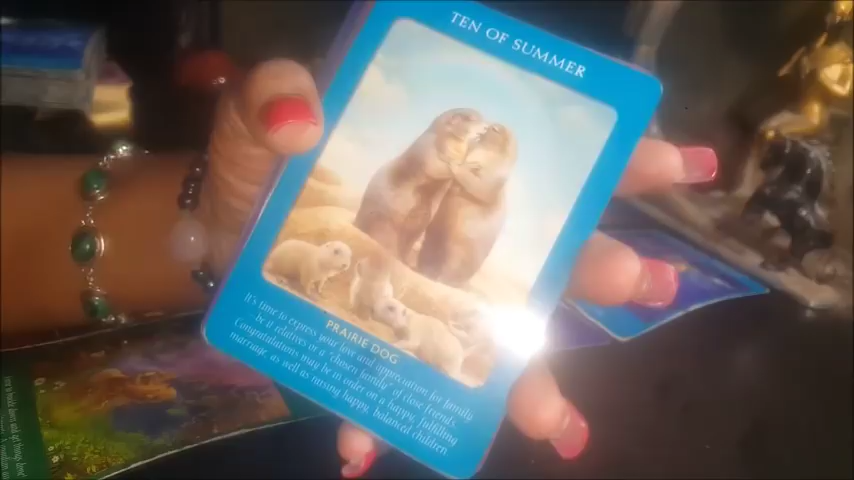 TEN OF SUMMER
PRAIRIE DOG
It's time to express your love and appreciation for family
be it relatives or a "chosen family" of close friends.
Congratulations may be in order on a happy, fulfilling
marriage as well as raising happy, balanced children